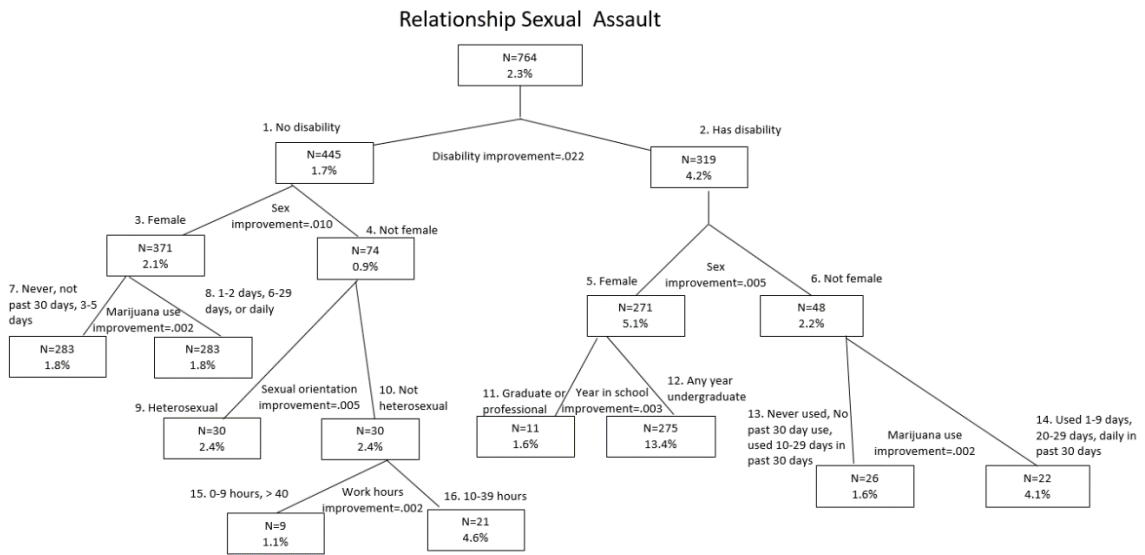 Relationship Sexual Assault
N=764
2.3%
1. No disability
2. Has disability
Disability improvement=.022
N=445
1.7%
N=319
4.2%
3. Female
Sex
improvement=.010
4. Not female
N=371
2.1%
N=74
0.9%
5. Female
Sex
improvement=.005
6. Not female
N=271
5.1%
N=48
2.2%
7. Never, not
past 30 days, 3-5
days
Marijuana use
improvement=.002
8. 1-2 days, 6-29
days, or daily
N=283
1.8%
N=283
1.8%
9. Heterosexual
Sexual orientation
improvement=.005
10. Not
heterosexual
N=30
2.4%
N=30
2.4%
11. Graduate or
professional
Year in school
improvement=.003
12. Any year
undergraduate
N=11
1.6%
N=275
13.4%
13. Never used, No
past 30 day use,
used 10-29 days in
past 30 days
Marijuana use
improvement=.002
14. Used 1-9 days,
20-29 days, daily in
past 30 days
N=26
1.6%
N=22
4.1%
15. 0-9 hours, > 40
Work hours
improvement=.002
16. 10-39 hours
N=9
1.1%
N=21
4.6%